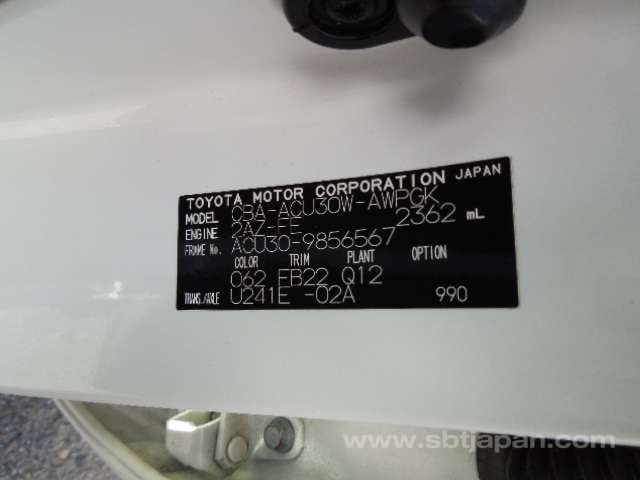 TOYOTA MOTOR CORPORATION JAPAN
MODEL CBA-ACU30W-AWPGK
ENGINE 2AZ-FE 2362 mL
FRAME No. ACU30-9856567
COLOR TRIM PLANT OPTION
062 FB22 Q12
TRANS./AXLE U241E -02A 990
www.sbtjapan.com